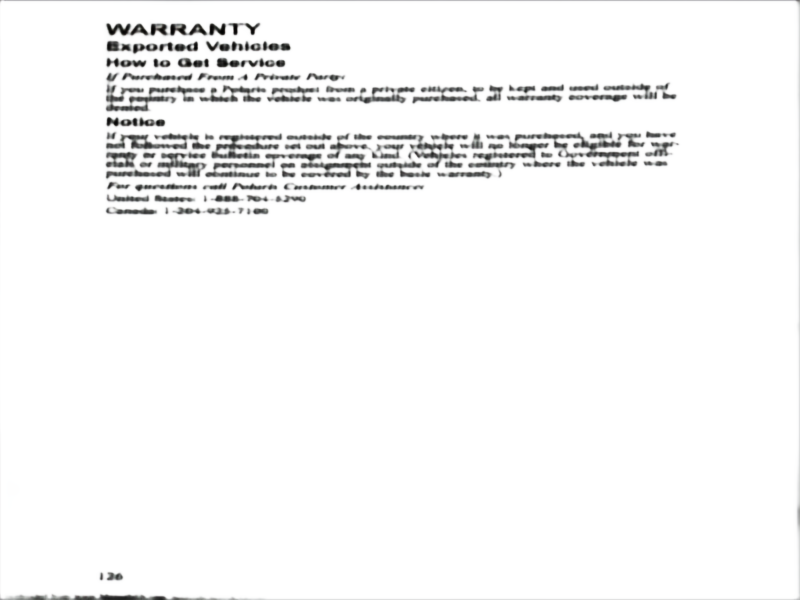 WARRANTY
Exported Vehicles
How to Get Service
If Purchased From A Private Party:
If you purchase a Polaris product from a private citizen, to be kept and used outside of
the country in which the vehicle was originally purchased, all warranty coverage will be
denied.
Notice
If your vehicle is registered outside of the country where it was purchased, and you have
not followed the procedure set out above, your vehicle will no longer be eligible for war-
ranty or service bulletin coverage of any kind. (Vehicles registered to Government offi-
cials or military personnel on assignment outside of the country where the vehicle was
purchased will continue to be covered by the basic warranty.)
For questions call Polaris Customer Assistance:
United States: 1-888-704-5290
Canada: 1-204-925-7100
126